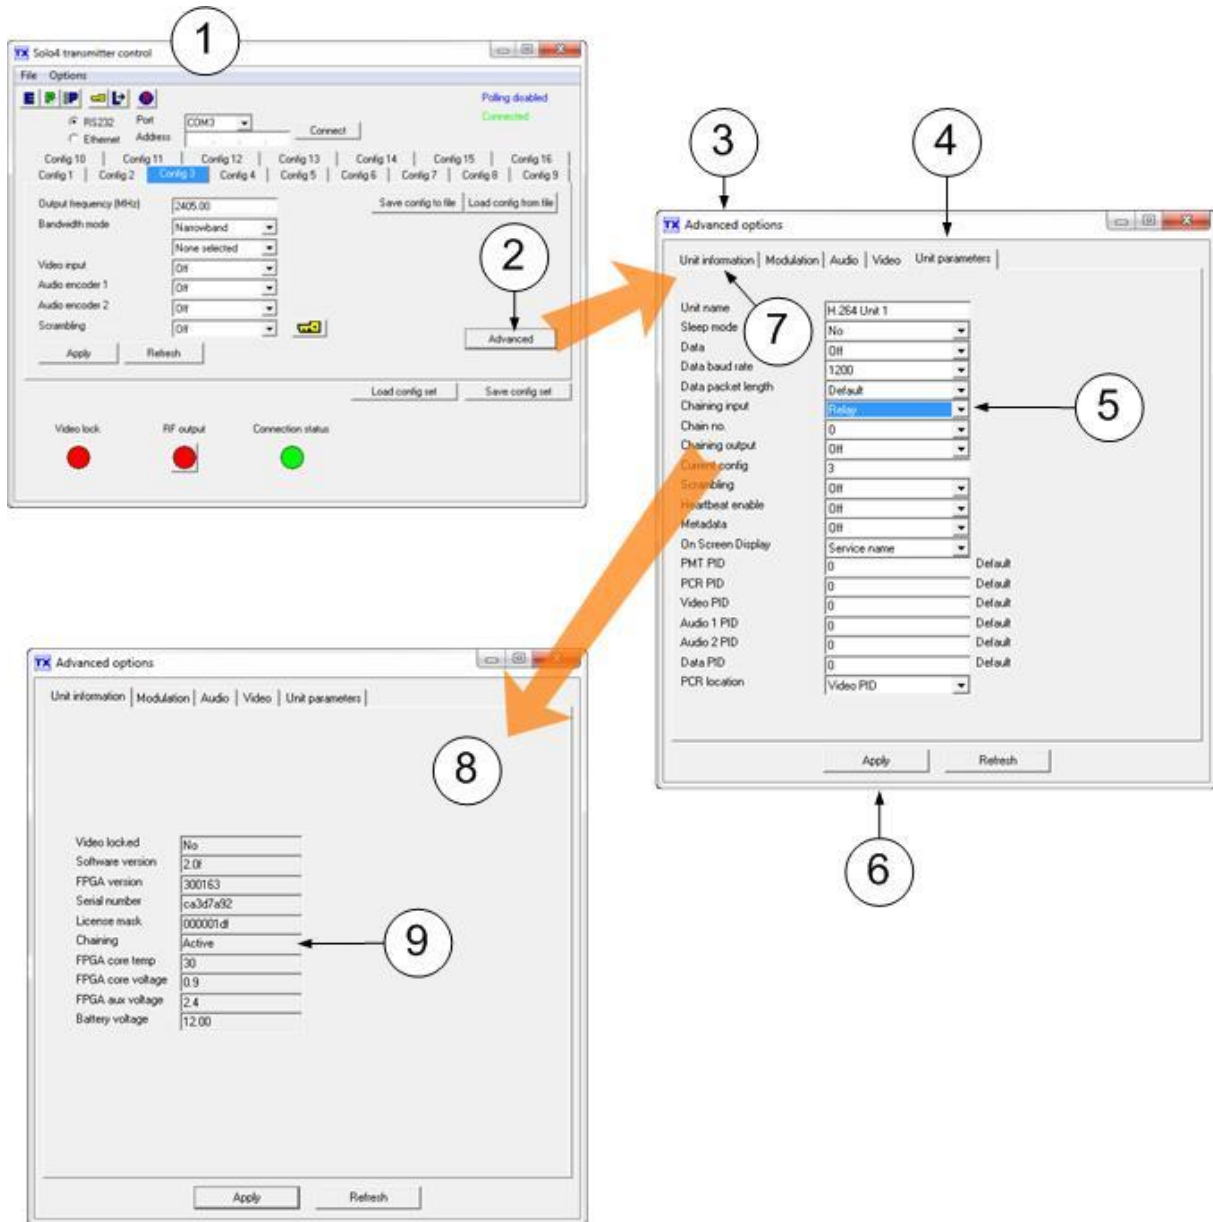 1
TX Solo4 transmitter control
File Options
E P IP
Polling disabled
Connected
RS232 Port COM3
Ethernet Address Connect
Config 10 Config 11 Config 12 Config 13 Config 14 Config 15 Config 16
Config 1 Config 2 Config 3 Config 4 Config 5 Config 6 Config 7 Config 8 Config 9
Output frequency (MHz) 2405.00 Save config to file Load config from file
Bandwidth mode Narrowband
None selected
Video input Off
Audio encoder 1 Off
Audio encoder 2 Off
Scrambling Off
2
Advanced
Apply Refresh
Load config set Save config set
Video lock RF output Connection status
3
4
TX Advanced options
Unit information Modulation Audio Video Unit parameters
7
Unit name H.264 Unit 1
Sleep mode No
Data Off
Data baud rate 1200
Data packet length Default
Chaining input Relay
5
Chain no. 0
Chaining output Off
Current config 3
Scrambling Off
Heartbeat enable Off
Metadata Off
On Screen Display Service name
PMT PID 0 Default
PCR PID 0 Default
Video PID 0 Default
Audio 1 PID 0 Default
Audio 2 PID 0 Default
Data PID 0 Default
PCR location Video PID
Apply Refresh
6
TX Advanced options
Unit information Modulation Audio Video Unit parameters
8
Video locked No
Software version 2.0f
FPGA version 300163
Serial number ca3d7a92
License mask 000001df
Chaining Active
9
FPGA core temp 30
FPGA core voltage 0.9
FPGA aux voltage 2.4
Battery voltage 12.00
Apply Refresh